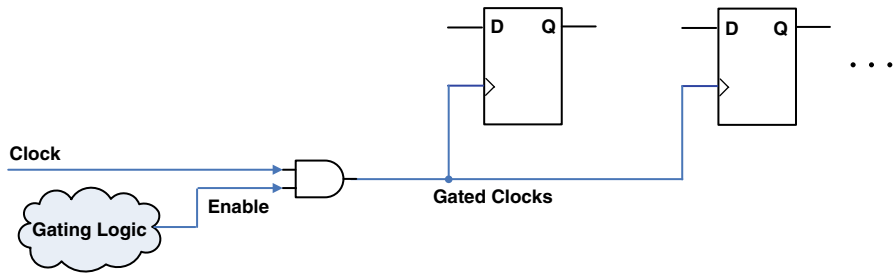 D Q
D Q
. . .
Clock
Enable
Gated Clocks
Gating Logic